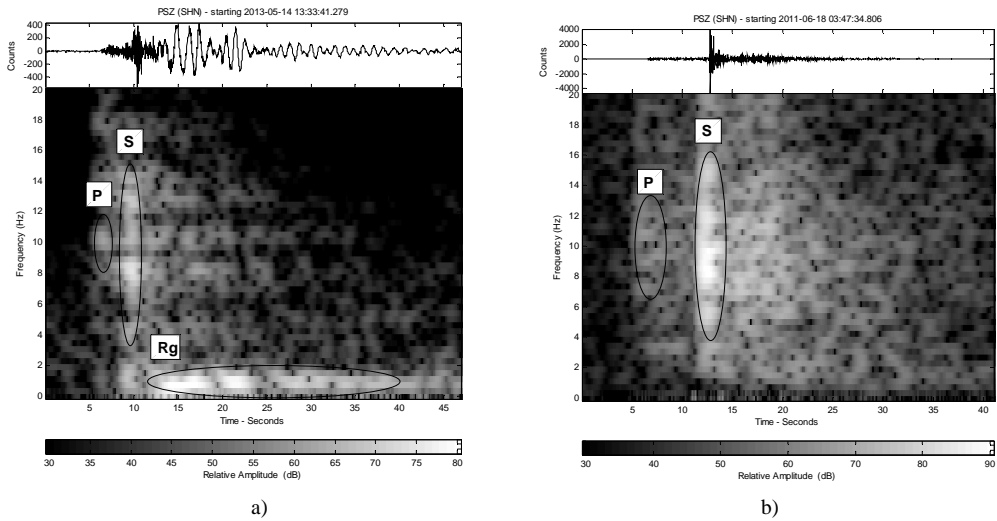 PSZ (SHN) - starting 2013-05-14 13:33:41.279
400
200
0
-200
-400
Counts
20
18
16
14
12
10
8
6
4
2
0
Frequency (Hz)
S
P
Rg
5 10 15 20 25 30 35 40 45
Time - Seconds
30 35 40 45 50 55 60 65 70 75 80
Relative Amplitude (dB)
a)
PSZ (SHN) - starting 2011-06-18 03:47:34.806
4000
2000
0
-2000
-4000
Counts
20
18
16
14
12
10
8
6
4
2
0
Frequency (Hz)
S
P
5 10 15 20 25 30 35 40
Time - Seconds
30 40 50 60 70 80 90
Relative Amplitude (dB)
b)